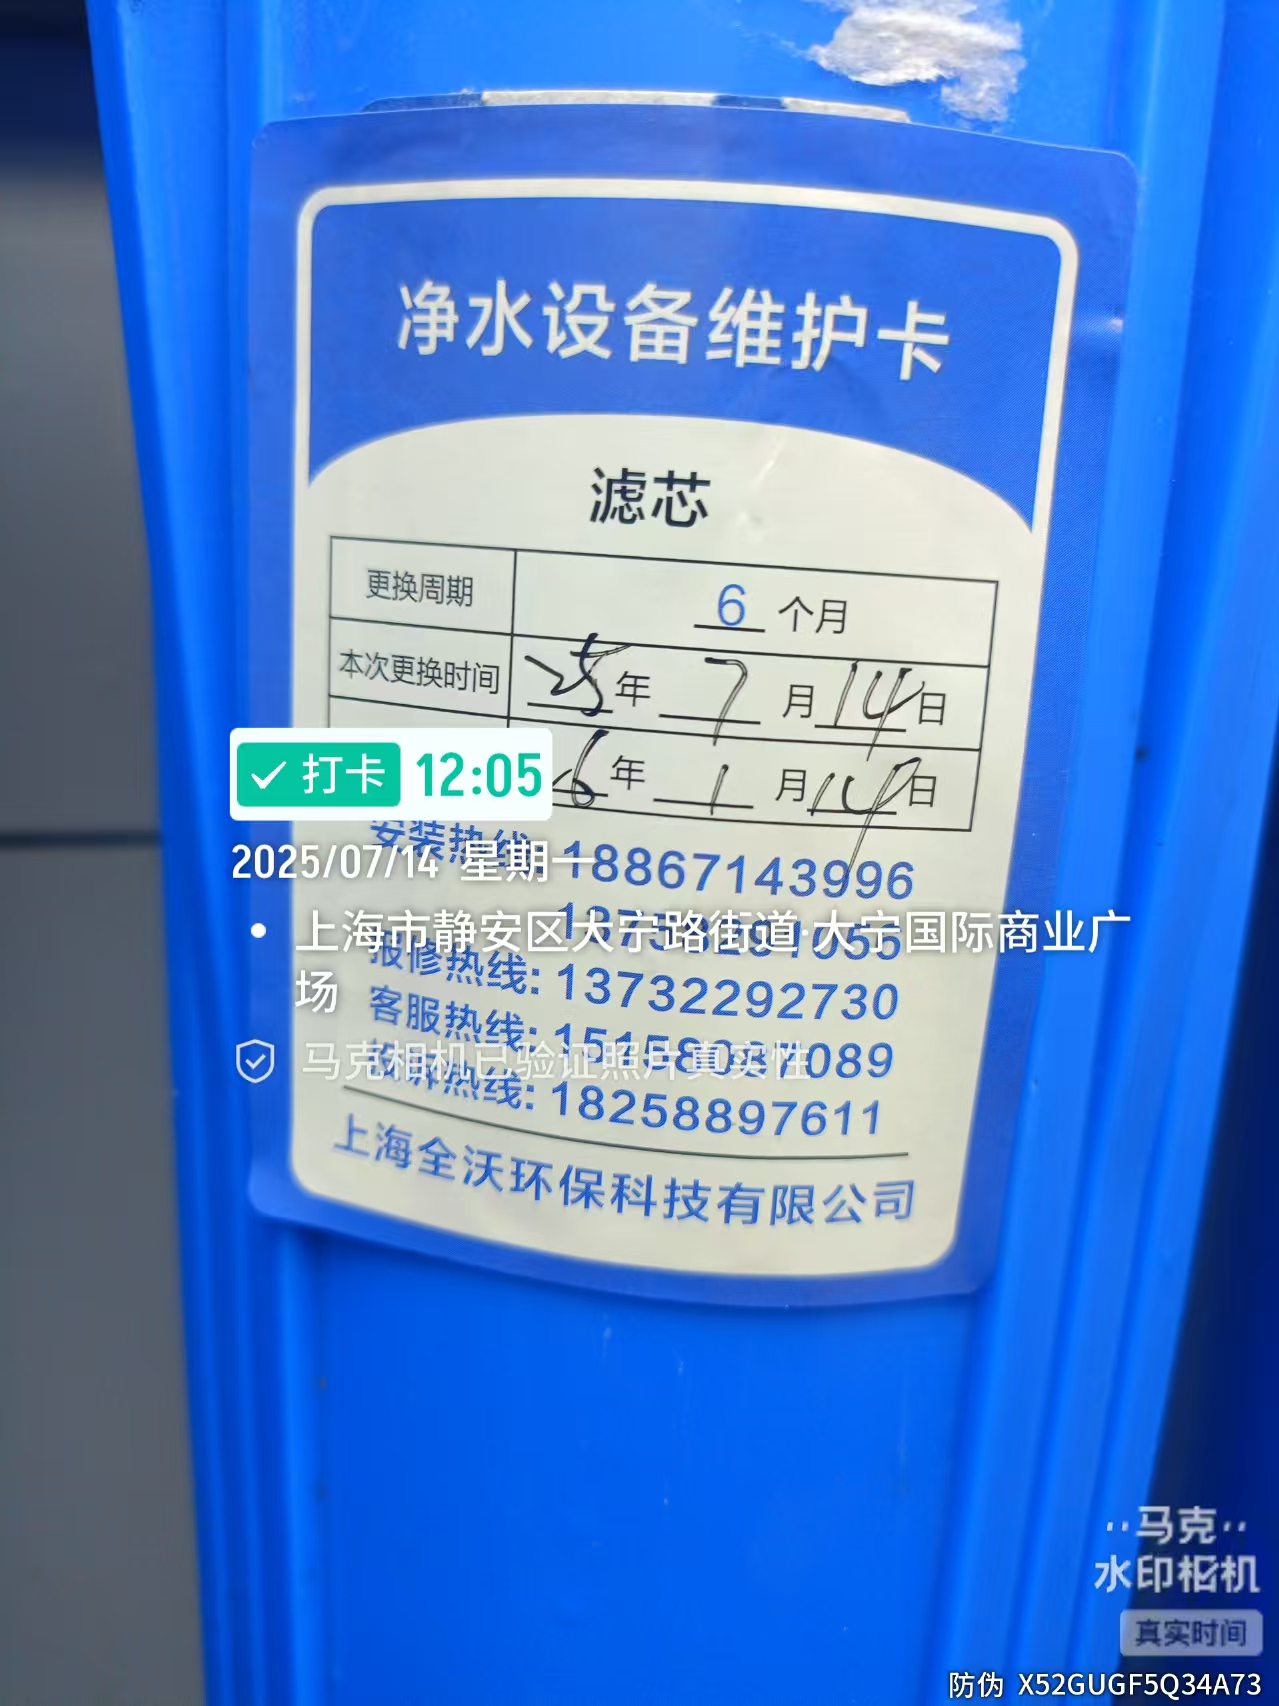 净水设备维护卡
滤芯
更换周期 6 个月
本次更换时间 25年 7月 14日
6年 1月 14日
打卡 12:05
安装热线: 18867143996
2025/07/14 星期一
上海市静安区大宁路街道·大宁国际商业广
场
报修热线: 13732292730
客服热线:
马克相机已验证照片真实性
热线: 18258897611
上海全沃环保科技有限公司
马克
水印相机
真实时间
防伪 X52GUGF5Q34A73